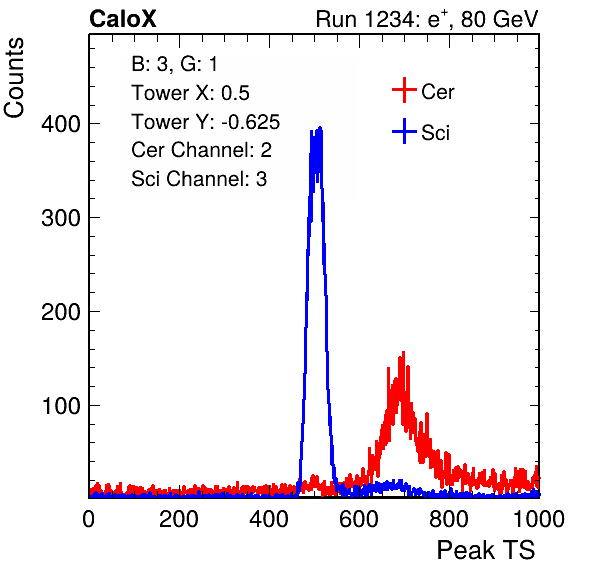 CaloX Run 1234: e⁺, 80 GeV
Counts
B: 3, G: 1
Tower X: 0.5
Tower Y: -0.625
Cer Channel: 2
Sci Channel: 3
Cer
Sci
400
300
200
100
0 200 400 600 800 1000
Peak TS